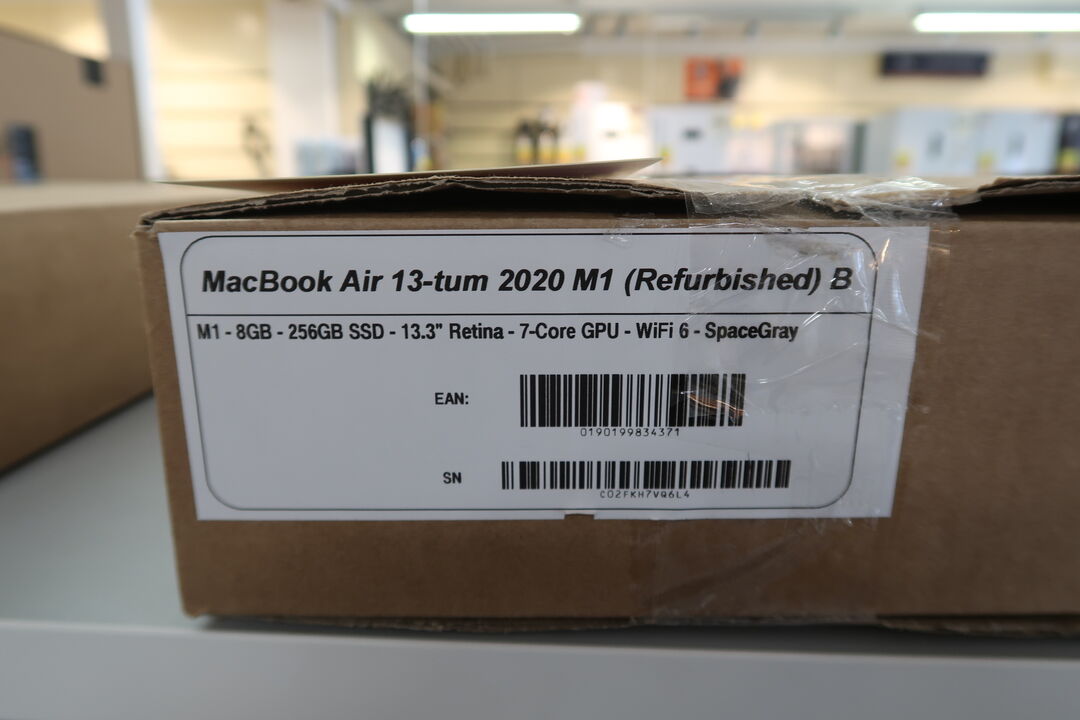 MacBook Air 13-tum 2020 M1 (Refurbished) B
M1 - 8GB - 256GB SSD - 13.3" Retina - 7-Core GPU - WiFi 6 - SpaceGray
EAN:
0190199834371
SN
C02FKH7VQ6L4